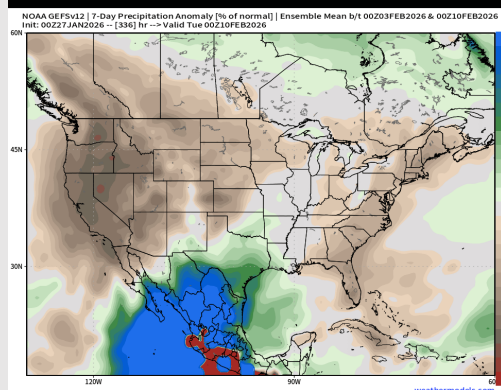 NOAA GEFSv12 | 7-Day Precipitation Anomaly [% of normal] | Ensemble Mean b/t 00Z03FEB2026 & 00Z10FEB2026
Init: 00Z27JAN2026 -- [336] hr --> Valid Tue 00Z10FEB2026
60N
45N
30N
120W
90W